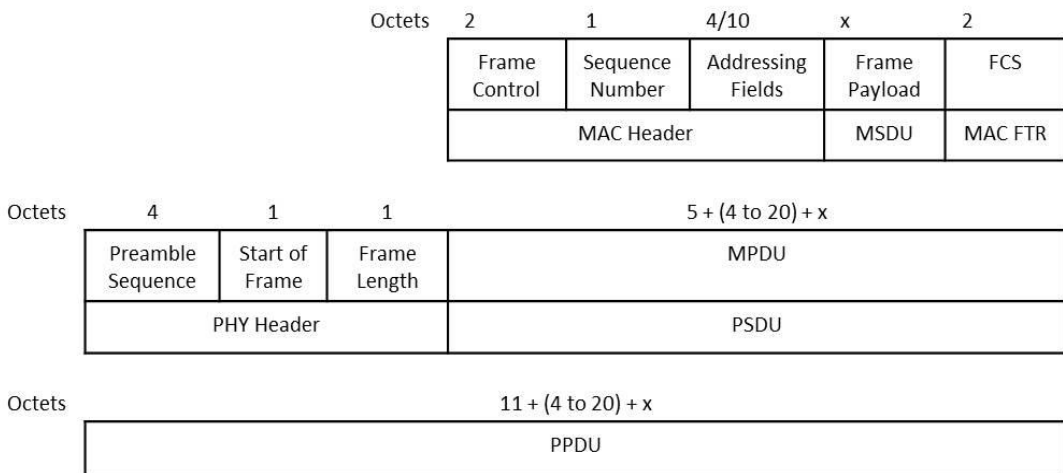 Octets 2 1 4/10 x 2
Frame Control Sequence Number Addressing Fields Frame Payload FCS
MAC Header MSDU MAC FTR
Octets 4 1 1 5 + (4 to 20) + x
Preamble Sequence Start of Frame Frame Length MPDU
PHY Header PSDU
Octets 11 + (4 to 20) + x
PPDU